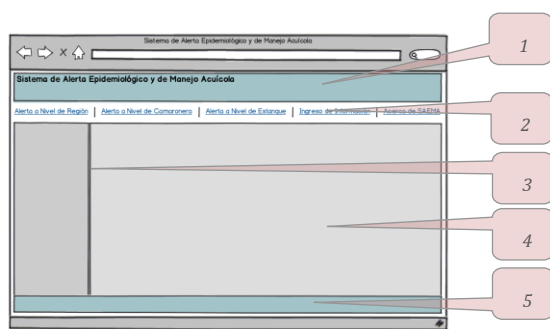 Sistema de Alerta Epidemiológico y de Manejo Acuícola
Sistema de Alerta Epidemiológico y de Manejo Acuícola
Alerta a Nivel de Región | Alerta a Nivel de Camaronera | Alerta a Nivel de Estanque | Ingreso de Información | Acerca de SAEMA
1
2
3
4
5